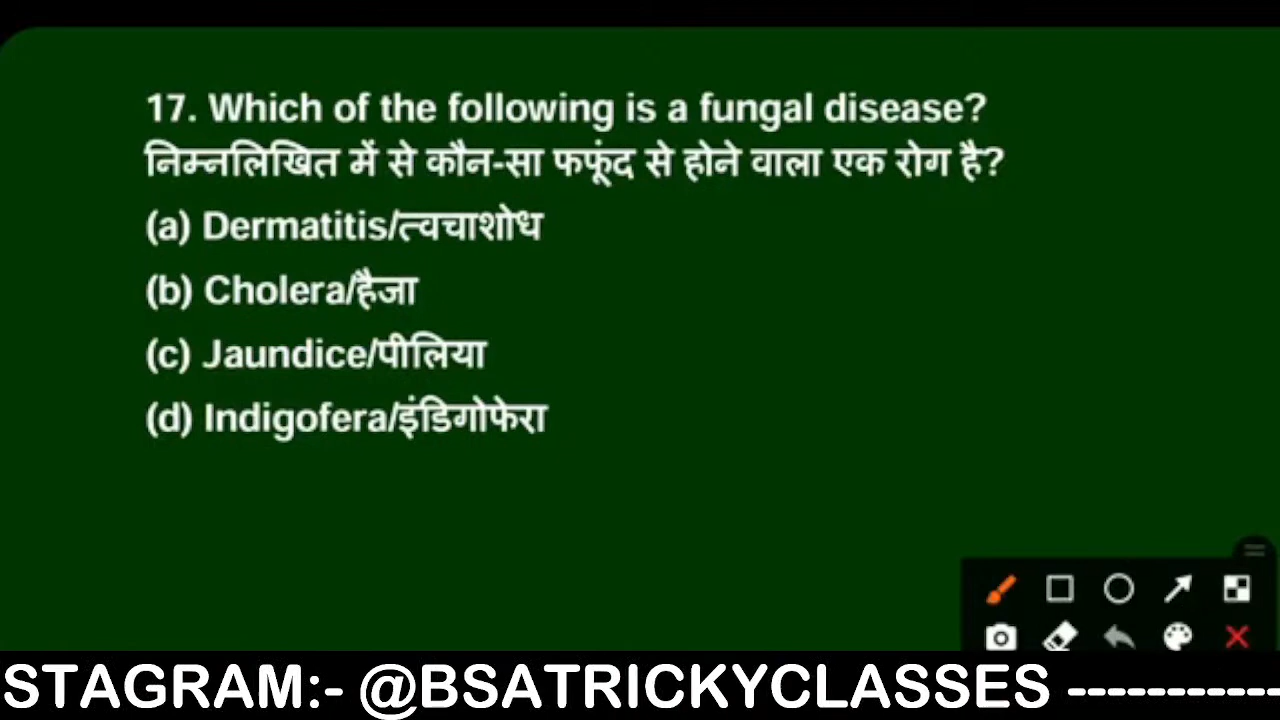 17. Which of the following is a fungal disease?
निम्नलिखित में से कौन-सा फफूंद से होने वाला एक रोग है?
(a) Dermatitis/त्वचाशोध
(b) Cholera/हैजा
(c) Jaundice/पीलिया
(d) Indigofera/इंडिगोफेरा
STAGRAM:- @BSATRICKYCLASSES -----------